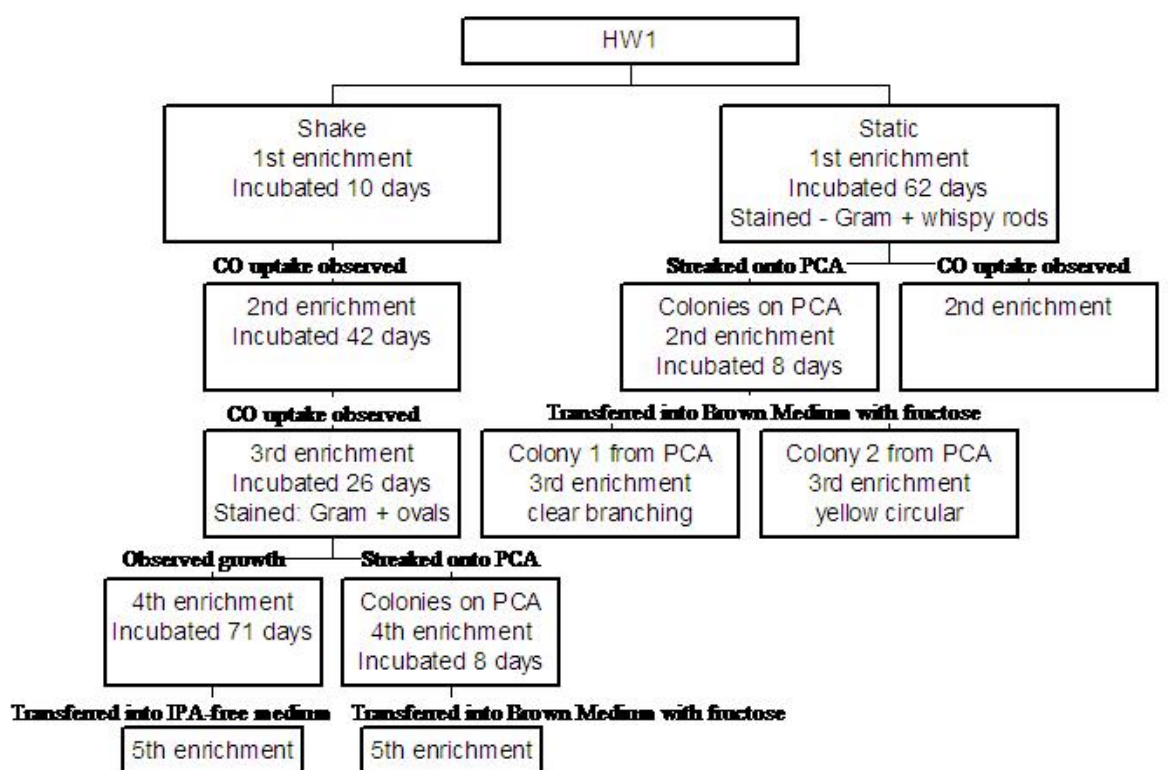 HW1
Shake
1st enrichment
Incubated 10 days
Static
1st enrichment
Incubated 62 days
Stained - Gram + whispy rods
CO uptake observed
Streaked onto PCA
CO uptake observed
2nd enrichment
Incubated 42 days
Colonies on PCA
2nd enrichment
Incubated 8 days
2nd enrichment
CO uptake observed
Transferred into Brown Medium with fructose
3rd enrichment
Incubated 26 days
Stained: Gram + ovals
Colony 1 from PCA
3rd enrichment
clear branching
Colony 2 from PCA
3rd enrichment
yellow circular
Observed growth
Streaked onto PCA
4th enrichment
Incubated 71 days
Colonies on PCA
4th enrichment
Incubated 8 days
Transferred into IPA-free medium
Transferred into Brown Medium with fructose
5th enrichment
5th enrichment